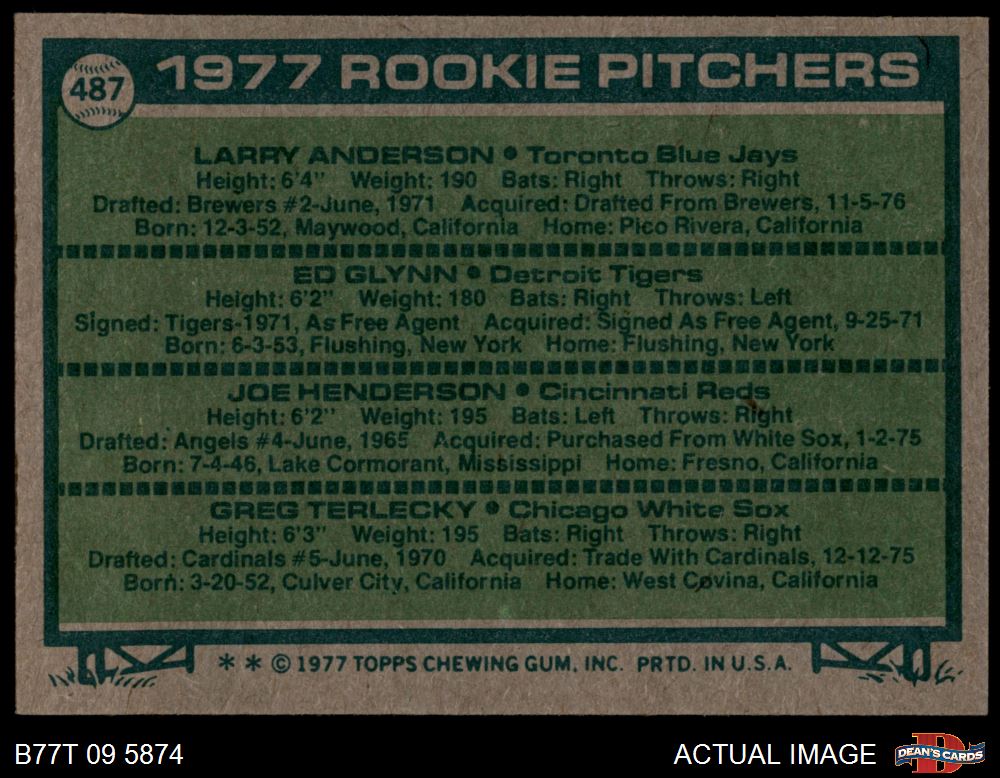 487
1977 ROOKIE PITCHERS
LARRY ANDERSON • Toronto Blue Jays
Height: 6'4" Weight: 190 Bats: Right Throws: Right
Drafted: Brewers #2-June, 1971 Acquired: Drafted From Brewers, 11-5-76
Born: 12-3-52, Maywood, California Home: Pico Rivera, California
ED GLYNN • Detroit Tigers
Height: 6'2" Weight: 180 Bats: Right Throws: Left
Signed: Tigers-1971, As Free Agent Acquired: Signed As Free Agent, 9-25-71
Born: 6-3-53, Flushing, New York Home: Flushing, New York
JOE HENDERSON • Cincinnati Reds
Height: 6'2" Weight: 195 Bats: Left Throws: Right
Drafted: Angels #4-June, 1965 Acquired: Purchased From White Sox, 1-2-75
Born: 7-4-46, Lake Cormorant, Mississippi Home: Fresno, California
GREG TERLECKY • Chicago White Sox
Height: 6'3" Weight: 195 Bats: Right Throws: Right
Drafted: Cardinals #5-June, 1970 Acquired: Trade With Cardinals, 12-12-75
Born: 3-20-52, Culver City, California Home: West Covina, California
* * © 1977 TOPPS CHEWING GUM, INC. PRTD. IN U.S.A.
B77T 09 5874
ACTUAL IMAGE
D
DEAN'S CARDS